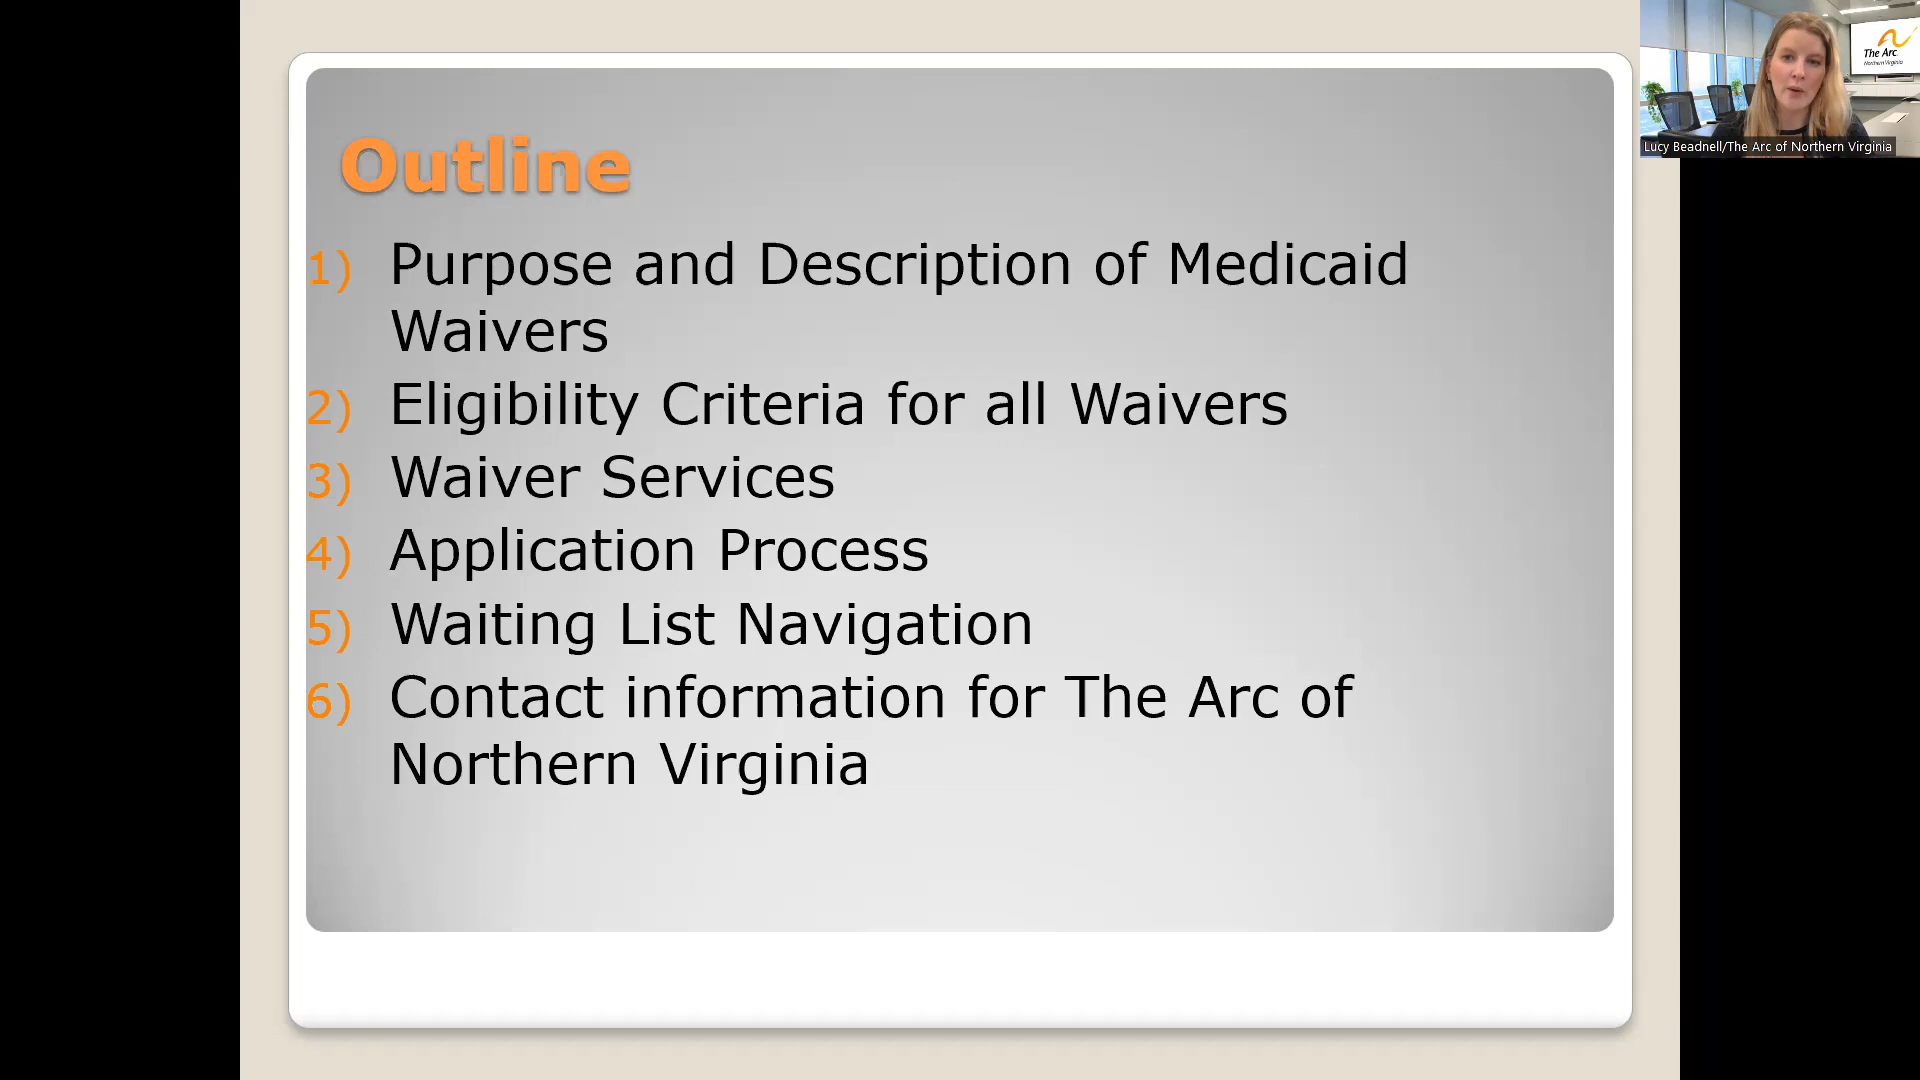 Outline
1) Purpose and Description of Medicaid
Waivers
2) Eligibility Criteria for all Waivers
3) Waiver Services
4) Application Process
5) Waiting List Navigation
6) Contact information for The Arc of
Northern Virginia
The Arc.
Northern Virginia
Lucy Beadnell/The Arc of Northern Virginia